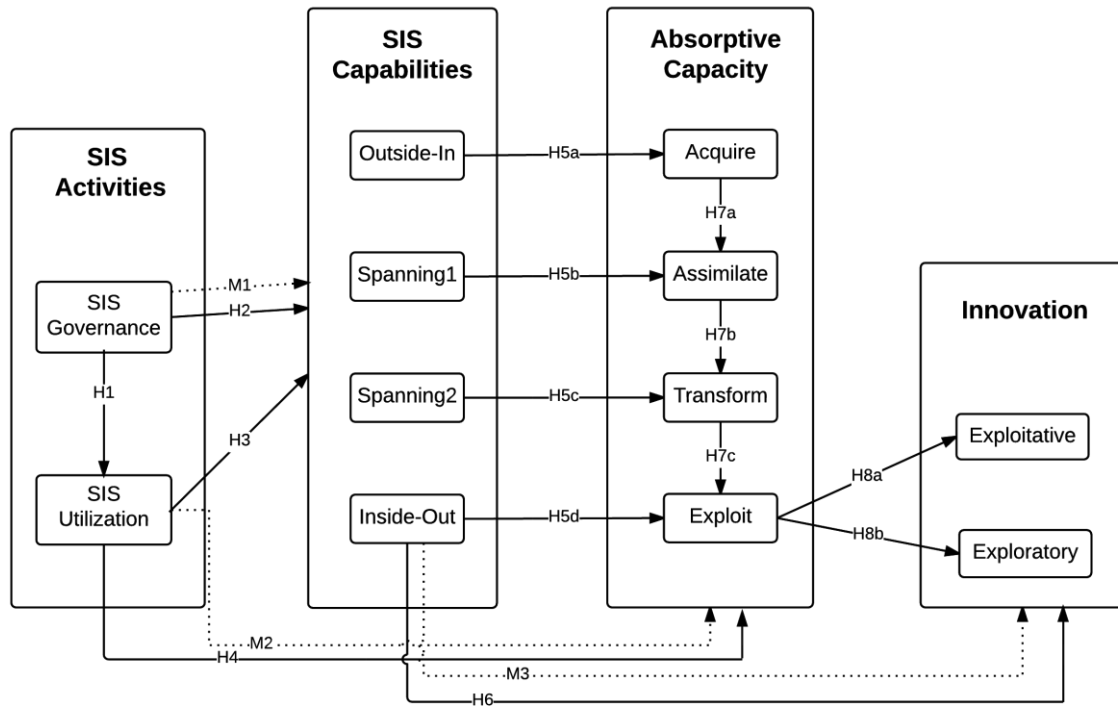 SIS
Activities
SIS
Governance
H1
SIS
Utilization
M1
H2
H3
SIS
Capabilities
Outside-In
Spanning1
Spanning2
Inside-Out
H5a
H5b
H5c
H5d
Absorptive
Capacity
Acquire
H7a
Assimilate
H7b
Transform
H7c
Exploit
H8a
H8b
Innovation
Exploitative
Exploratory
M2
H4
M3
H6